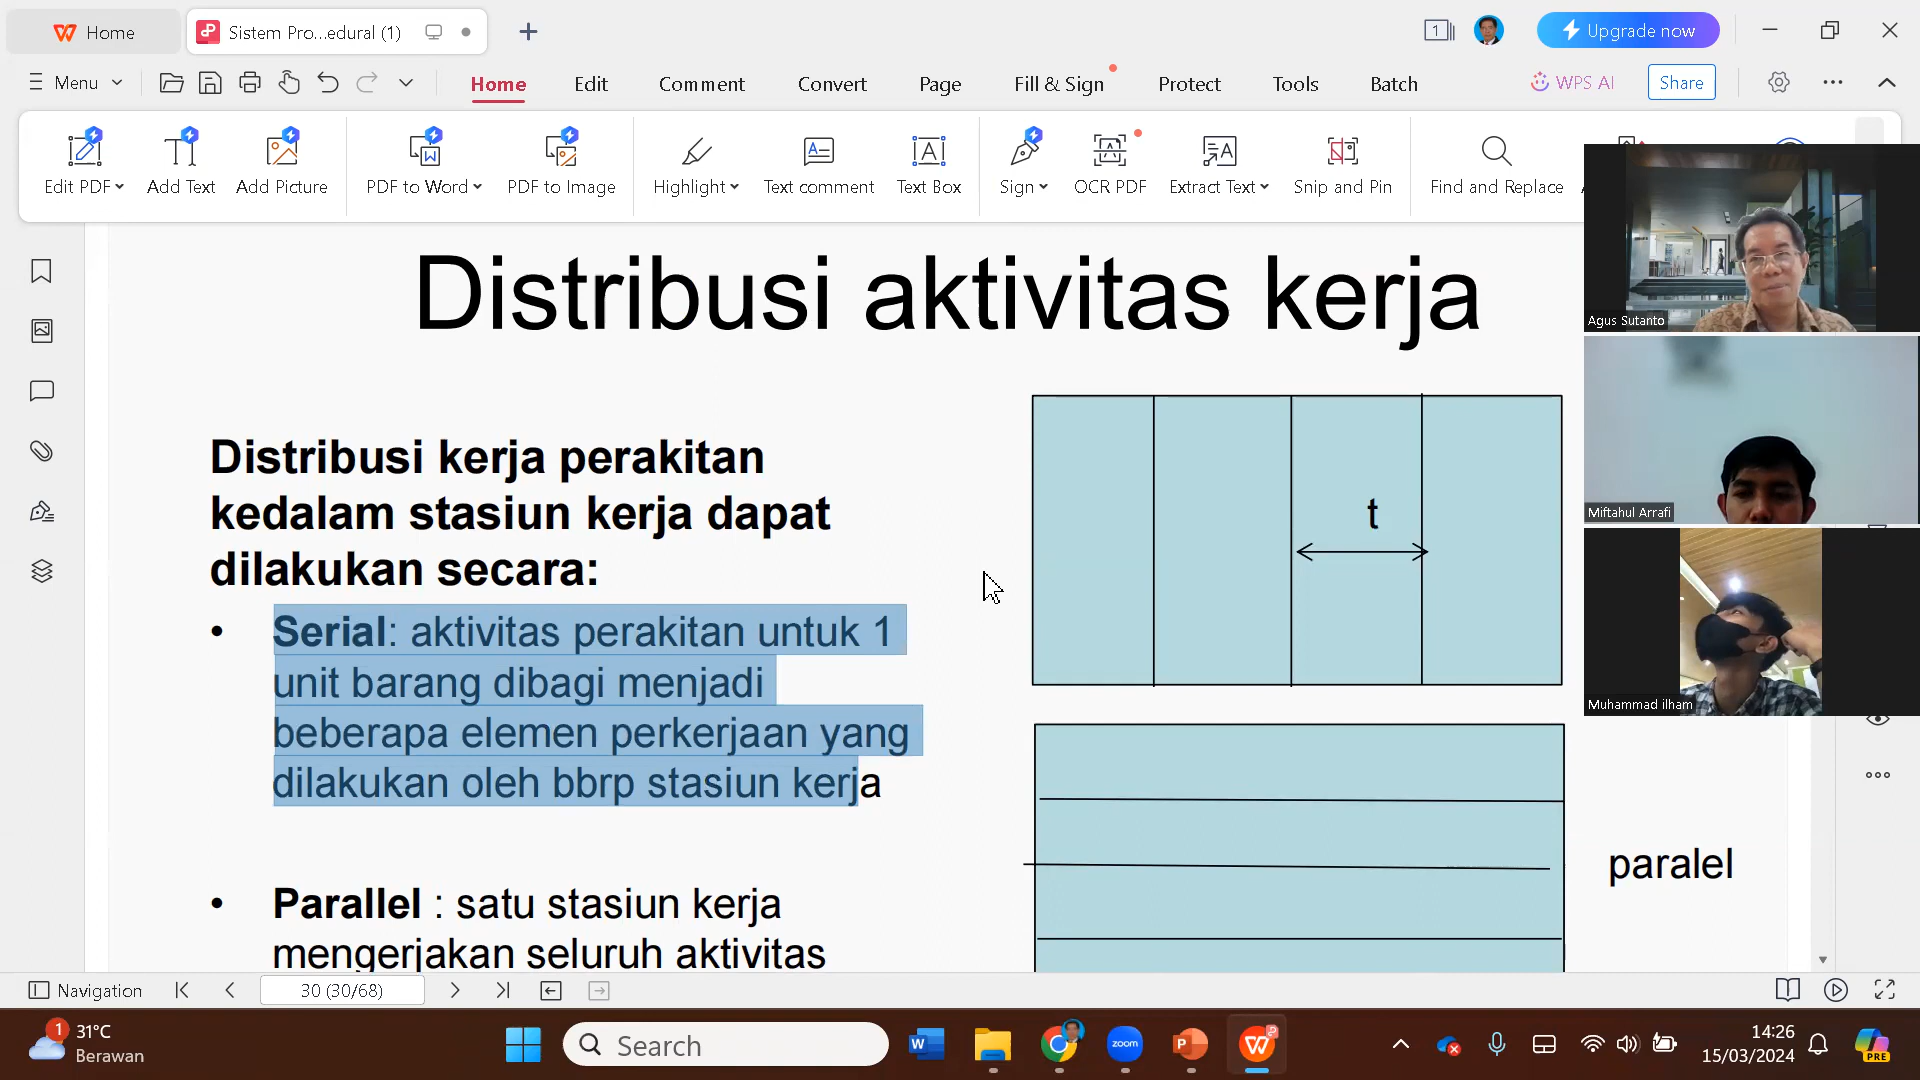 Home
Sistem Pro...edural (1)
1
Upgrade now
Menu
Home
Edit
Comment
Convert
Page
Fill & Sign
Protect
Tools
Batch
WPS AI
Share
Edit PDF
Add Text
Add Picture
PDF to Word
PDF to Image
Highlight
Text comment
Text Box
Sign
OCR PDF
Extract Text
Snip and Pin
Find and Replace
Distribusi aktivitas kerja
Distribusi kerja perakitan
kedalam stasiun kerja dapat
dilakukan secara:
• Serial: aktivitas perakitan untuk 1
unit barang dibagi menjadi
beberapa elemen perkerjaan yang
dilakukan oleh bbrp stasiun kerja
• Parallel : satu stasiun kerja
mengerjakan seluruh aktivitas
t
paralel
Agus Sutanto
Miftahul Arrafi
Muhammad ilham
Navigation
30 (30/68)
1
31°C
Berawan
Search
zoom
14:26
15/03/2024
PRE